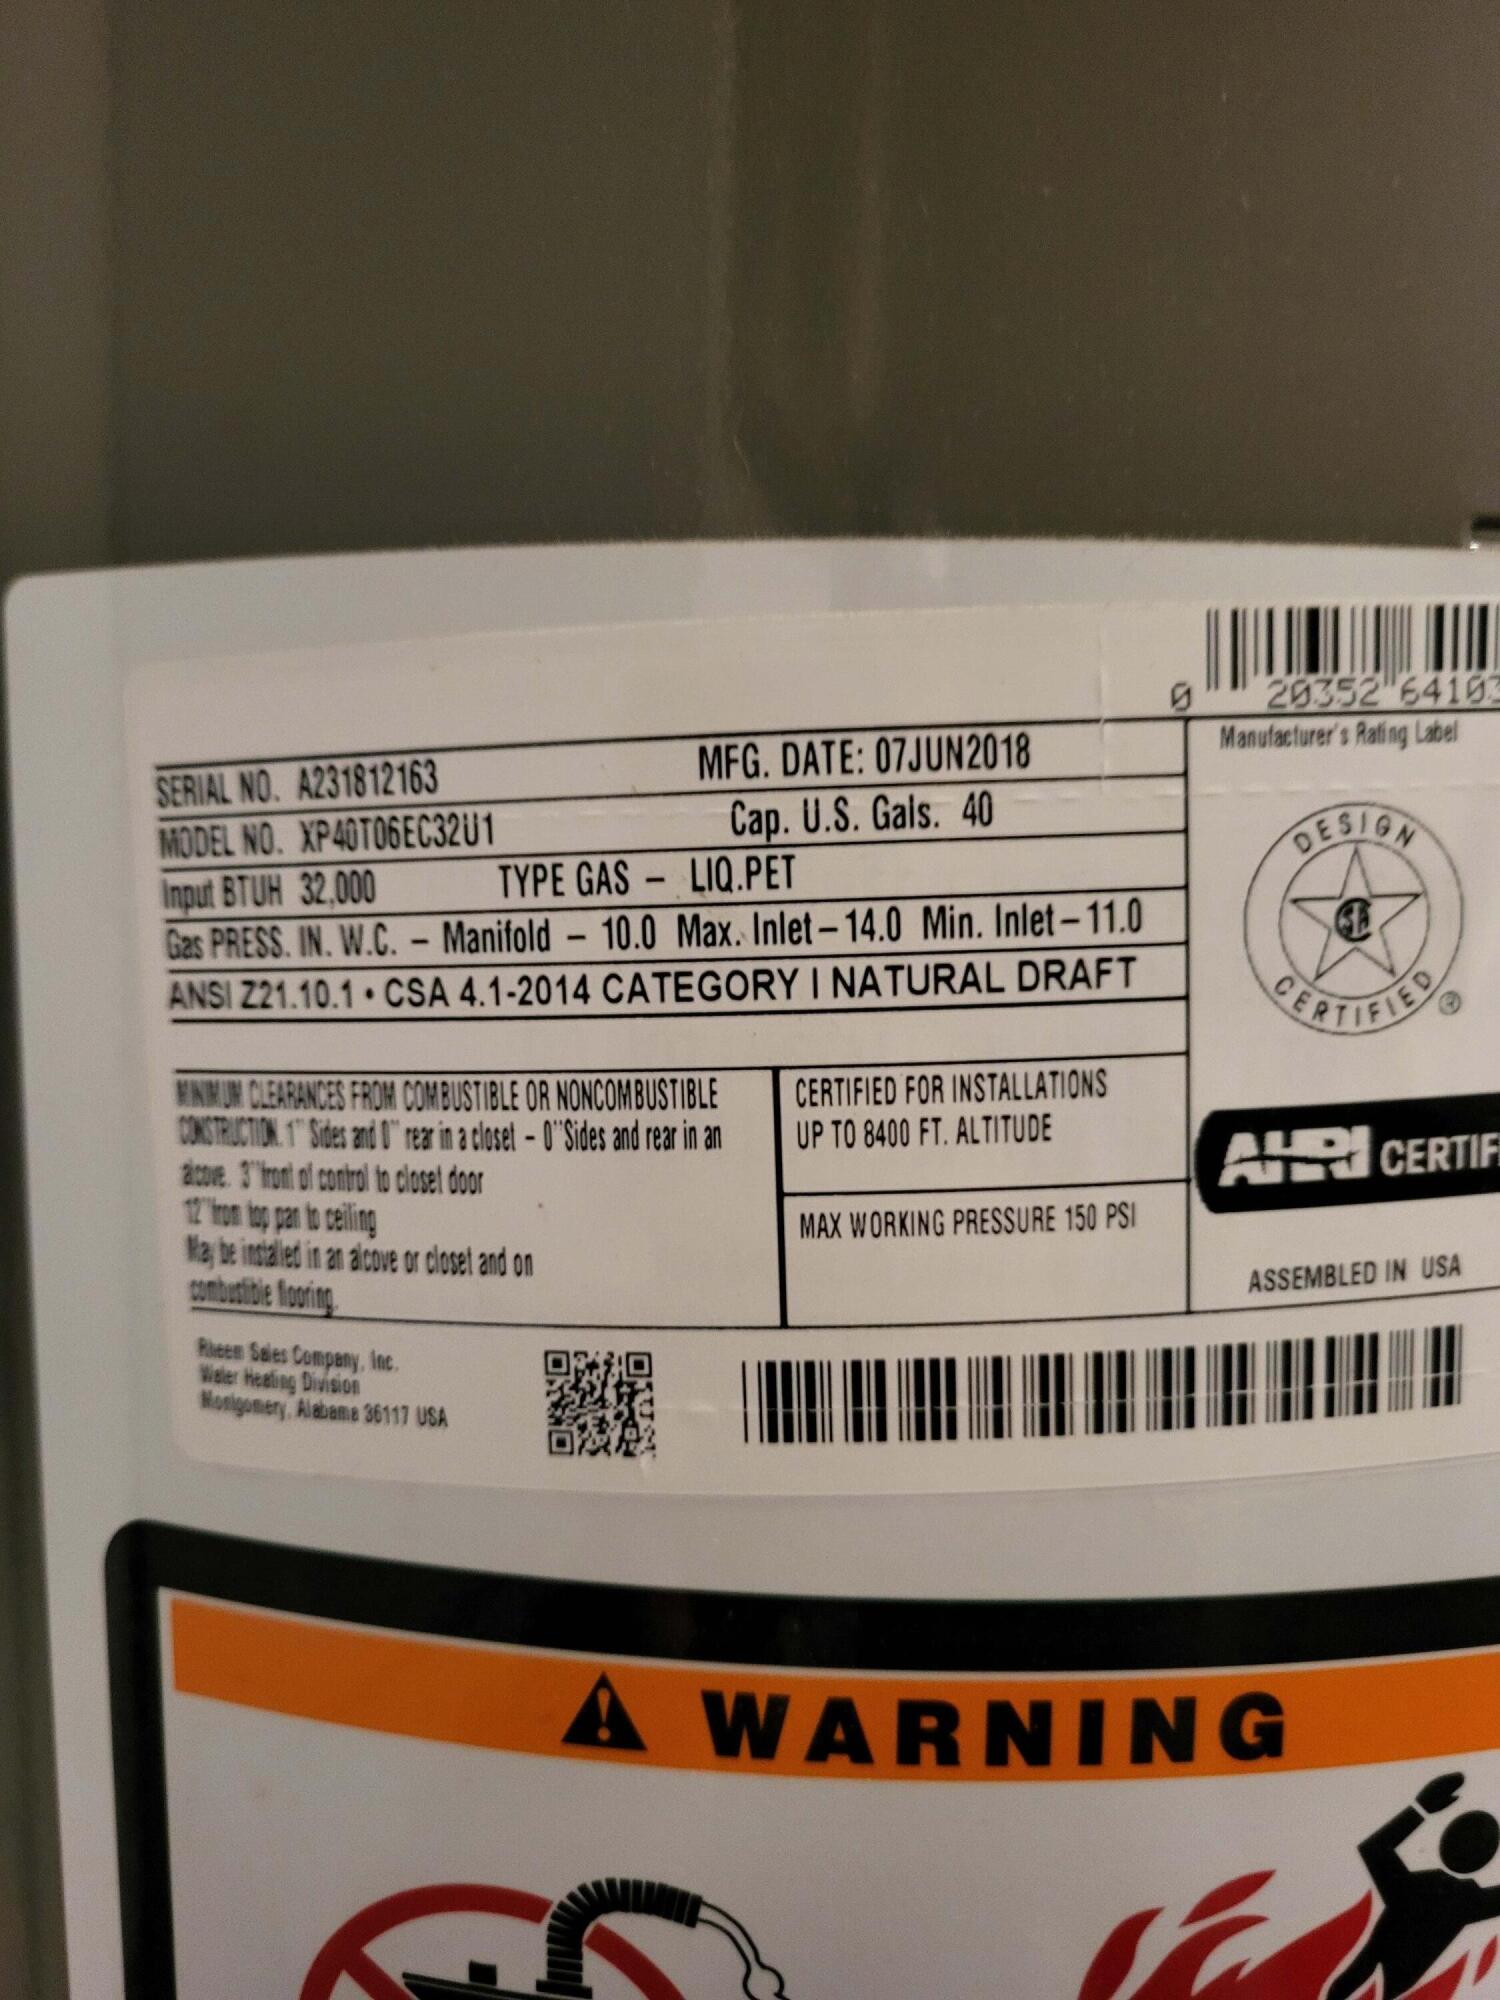 0 20352 64103
Manufacturer's Rating Label
SERIAL NO. A231812163 MFG. DATE: 07JUN2018
MODEL NO. XP40T06EC32U1 Cap. U.S. Gals. 40
Input BTUH 32,000 TYPE GAS – LIQ.PET
Gas PRESS. IN. W.C. – Manifold – 10.0 Max. Inlet – 14.0 Min. Inlet – 11.0
ANSI Z21.10.1 • CSA 4.1-2014 CATEGORY I NATURAL DRAFT
DESIGN
CERTIFIED ®
MINIMUM CLEARANCES FROM COMBUSTIBLE OR NONCOMBUSTIBLE
CONSTRUCTION. 1" Sides and 0" rear in a closet – 0"Sides and rear in an
alcove. 3"front of control to closet door
12"from top pan to ceiling
May be installed in an alcove or closet and on
combustible flooring.
CERTIFIED FOR INSTALLATIONS
UP TO 8400 FT. ALTITUDE
MAX WORKING PRESSURE 150 PSI
AHRI CERTIF
ASSEMBLED IN USA
Rheem Sales Company, Inc.
Water Heating Division
Montgomery, Alabama 36117 USA
WARNING